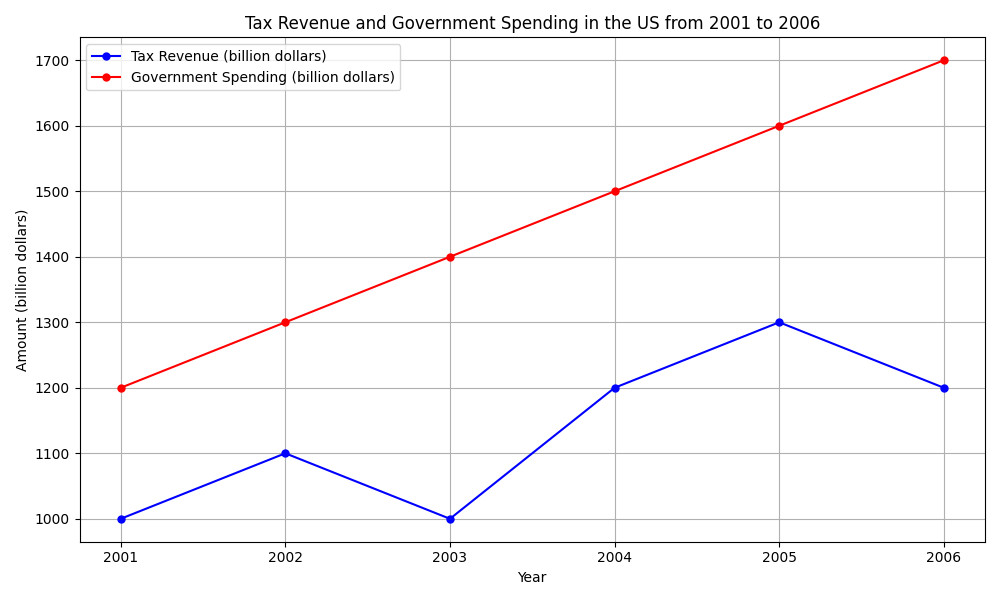 Tax Revenue and Government Spending in the US from 2001 to 2006
Tax Revenue (billion dollars)
Government Spending (billion dollars)
Amount (billion dollars)
1700
1600
1500
1400
1300
1200
1100
1000
2001 2002 2003 2004 2005 2006
Year